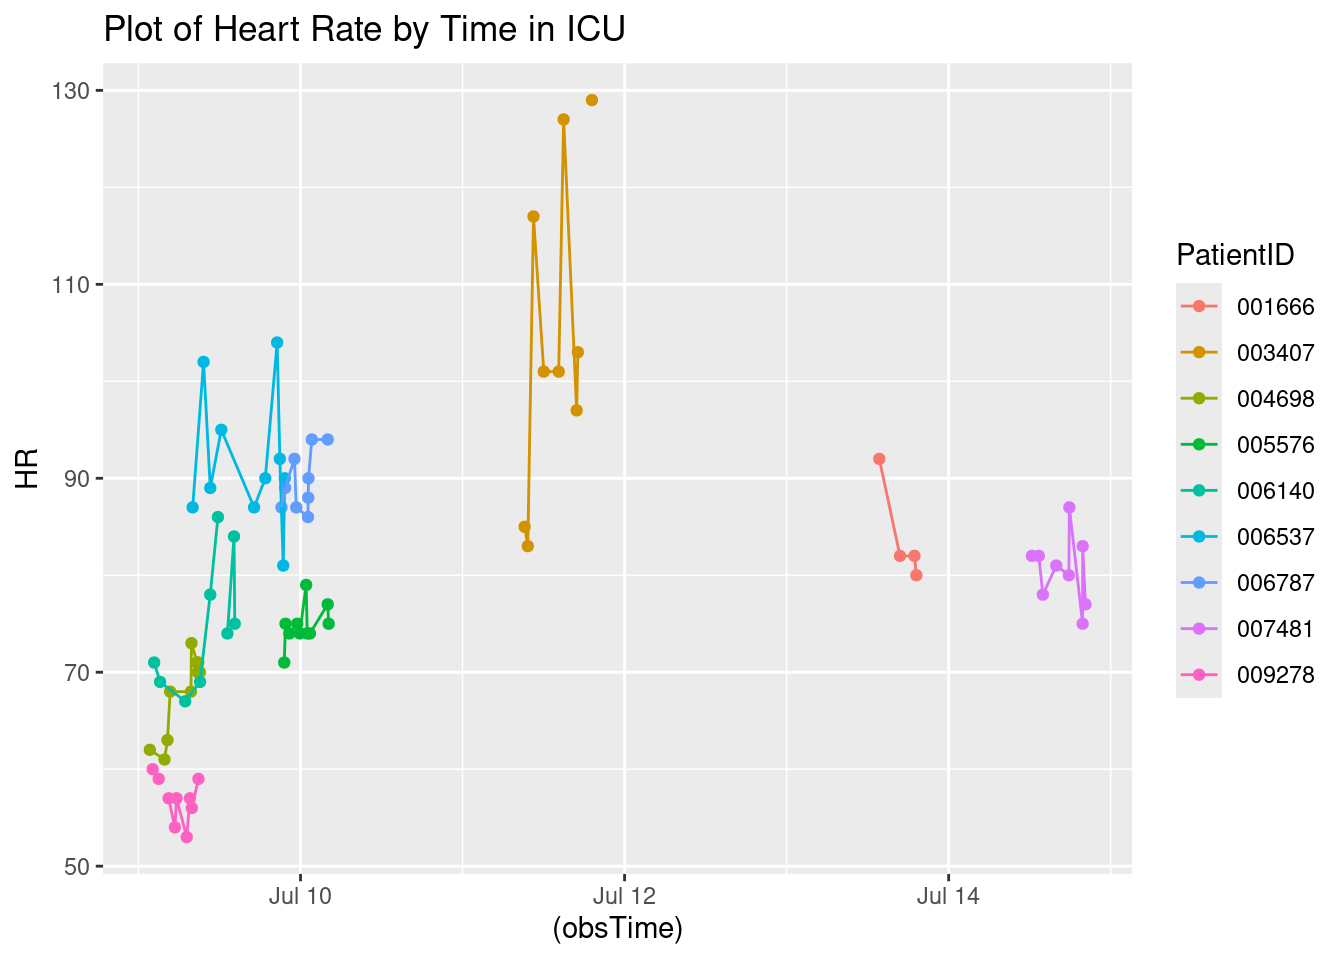 Plot of Heart Rate by Time in ICU
130
110
90
70
50
HR
Jul 10
Jul 12
Jul 14
(obsTime)
PatientID
001666
003407
004698
005576
006140
006537
006787
007481
009278